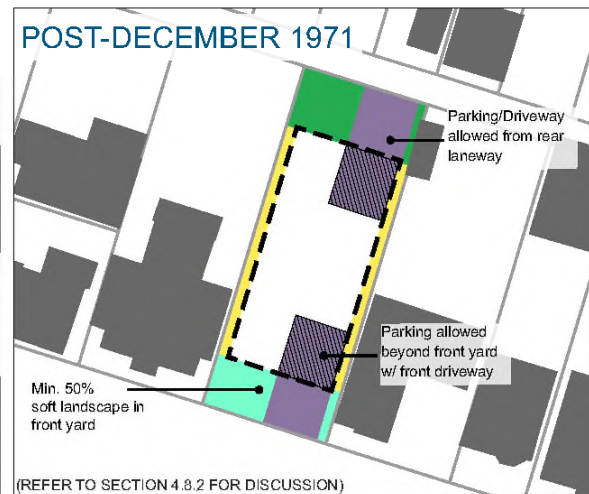 POST-DECEMBER 1971
Parking/Driveway
allowed from rear
laneway
Parking allowed
beyond front yard
w/ front driveway
Min. 50%
soft landscape in
front yard
(REFER TO SECTION 4.8.2 FOR DISCUSSION)